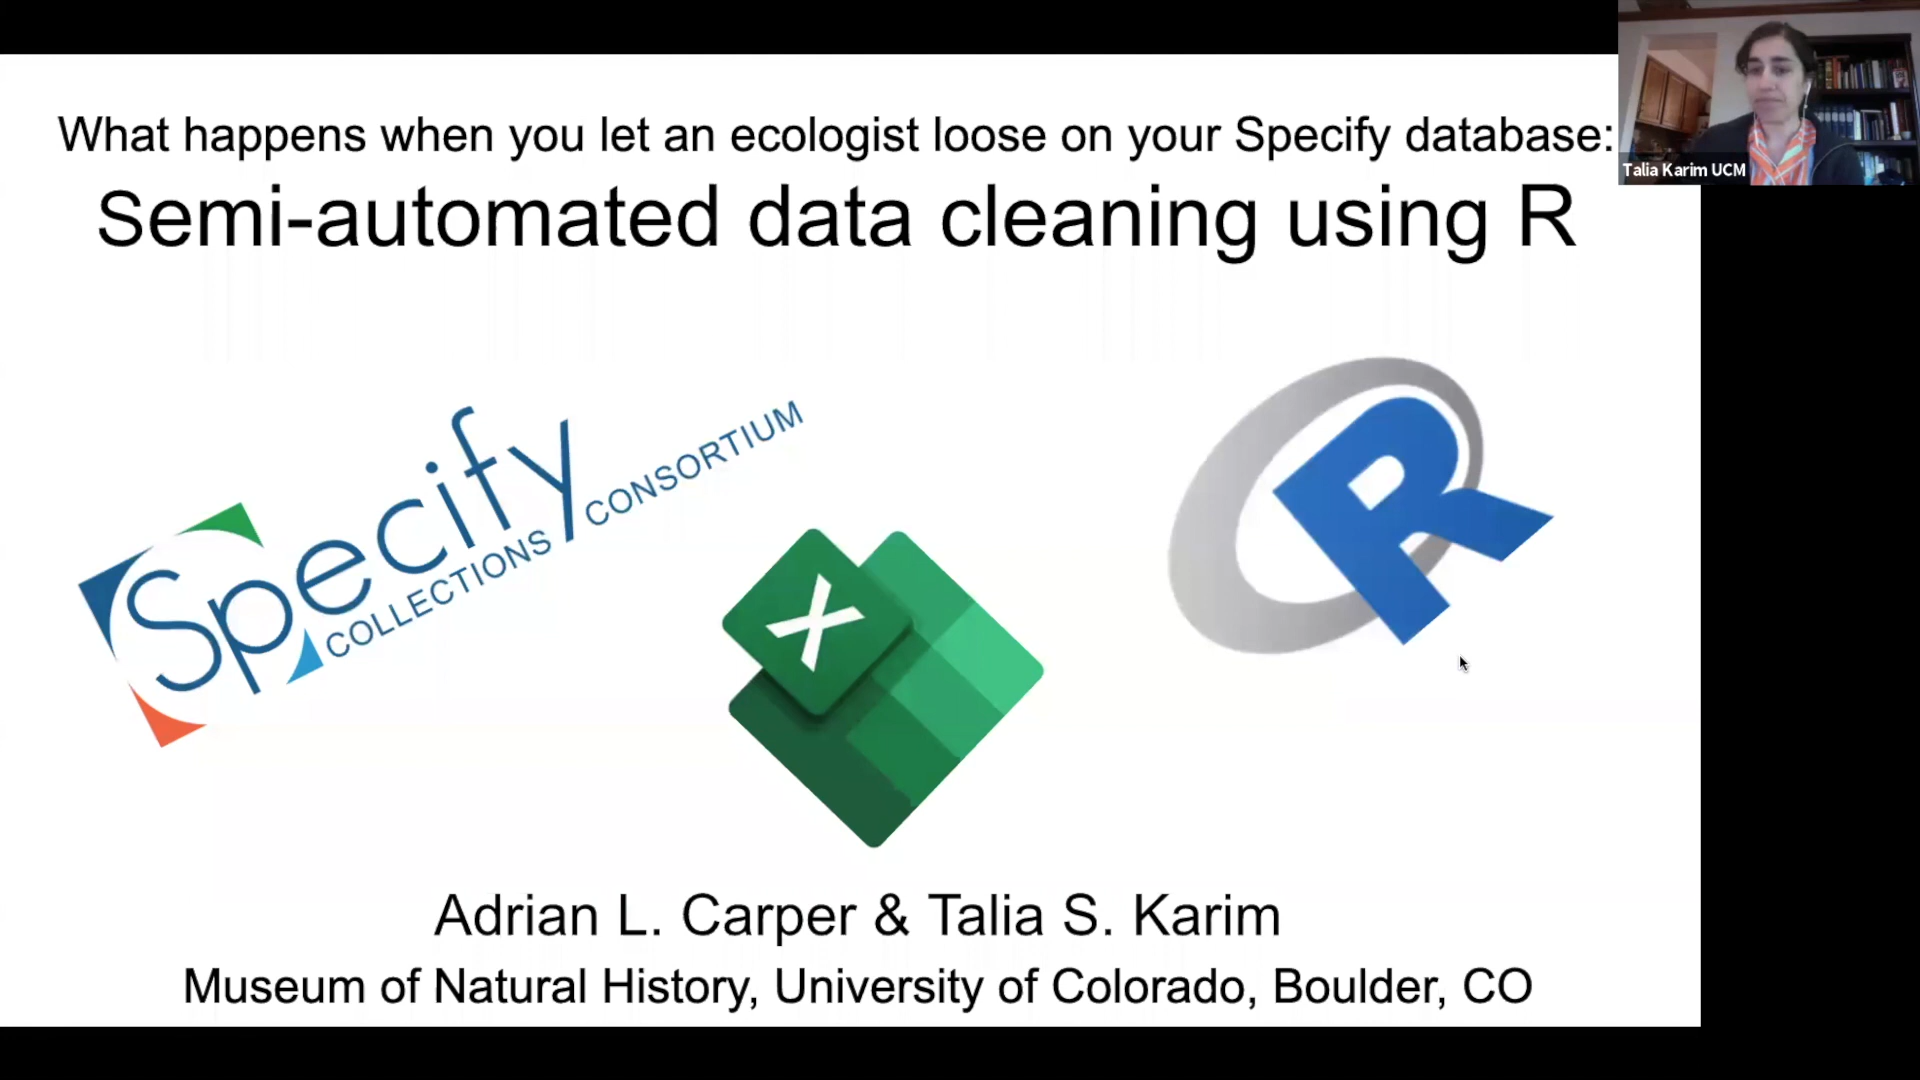 What happens when you let an ecologist loose on your Specify database:
Semi-automated data cleaning using R
Talia Karim UCM
Specify
COLLECTIONS CONSORTIUM
X
R
Adrian L. Carper & Talia S. Karim
Museum of Natural History, University of Colorado, Boulder, CO